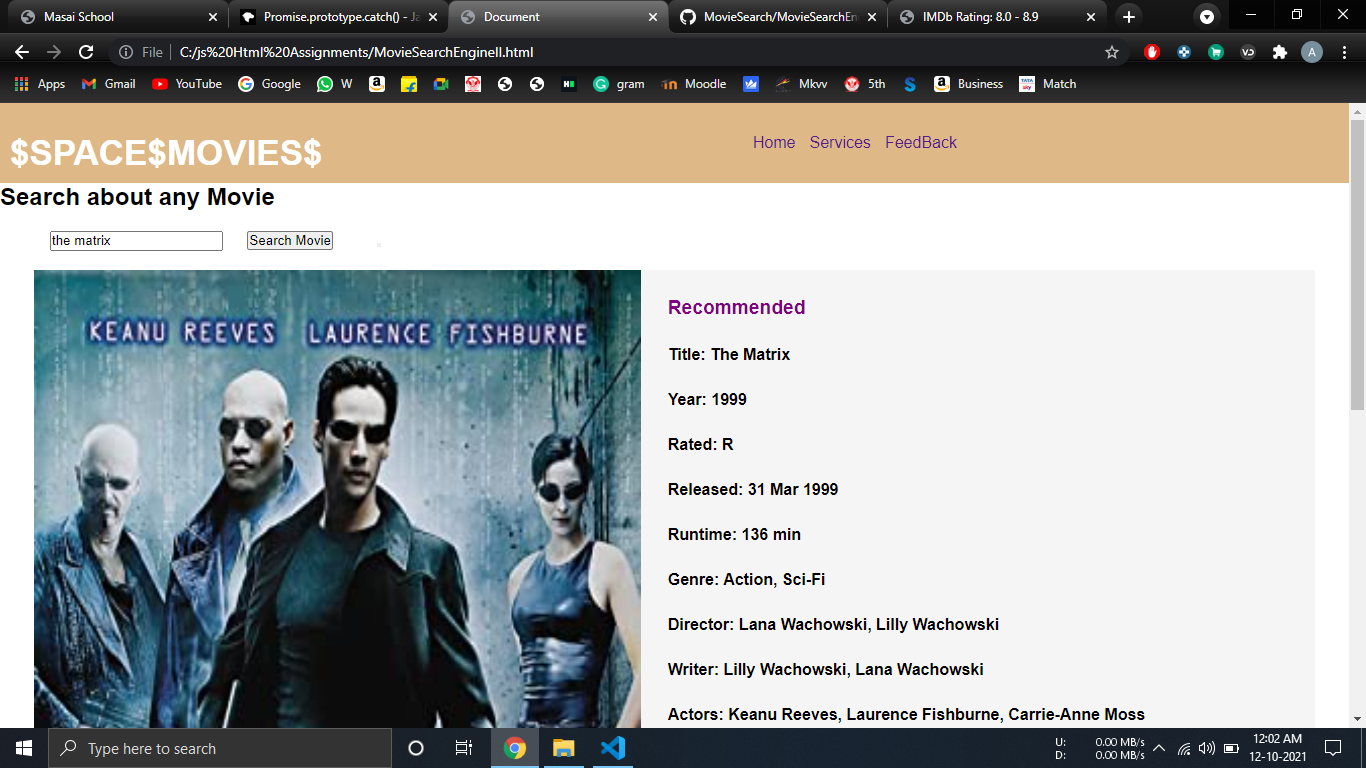 Masai School
Promise.prototype.catch() - Ja
Document
MovieSearch/MovieSearchEn
IMDb Rating: 8.0 - 8.9
File
C:/js%20Html%20Assignments/MovieSearchEngineII.html
A
Apps
Gmail
YouTube
Google
W
gram
Moodle
Mkvv
5th
Business
Match
$SPACE$MOVIES$
Home Services FeedBack
Search about any Movie
the matrix
Search Movie
KEANU REEVES LAURENCE FISHBURNE
Recommended
Title: The Matrix
Year: 1999
Rated: R
Released: 31 Mar 1999
Runtime: 136 min
Genre: Action, Sci-Fi
Director: Lana Wachowski, Lilly Wachowski
Writer: Lilly Wachowski, Lana Wachowski
Actors: Keanu Reeves, Laurence Fishburne, Carrie-Anne Moss
Type here to search
U: 0.00 MB/s
D: 0.00 MB/s
12:02 AM
12-10-2021